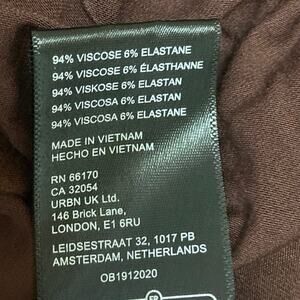 94% VISCOSE 6% ELASTANE
94% VISCOSE 6% ÉLASTHANNE
94% VISKOSE 6% ELASTAN
94% VISCOSA 6% ELASTAN
94% VISCOSA 6% ELASTANE
MADE IN VIETNAM
HECHO EN VIETNAM
RN 66170
CA 32054
URBN UK Ltd.
146 Brick Lane,
LONDON, E1 6RU
LEIDSESTRAAT 32, 1017 PB
AMSTERDAM, NETHERLANDS
OB1912020